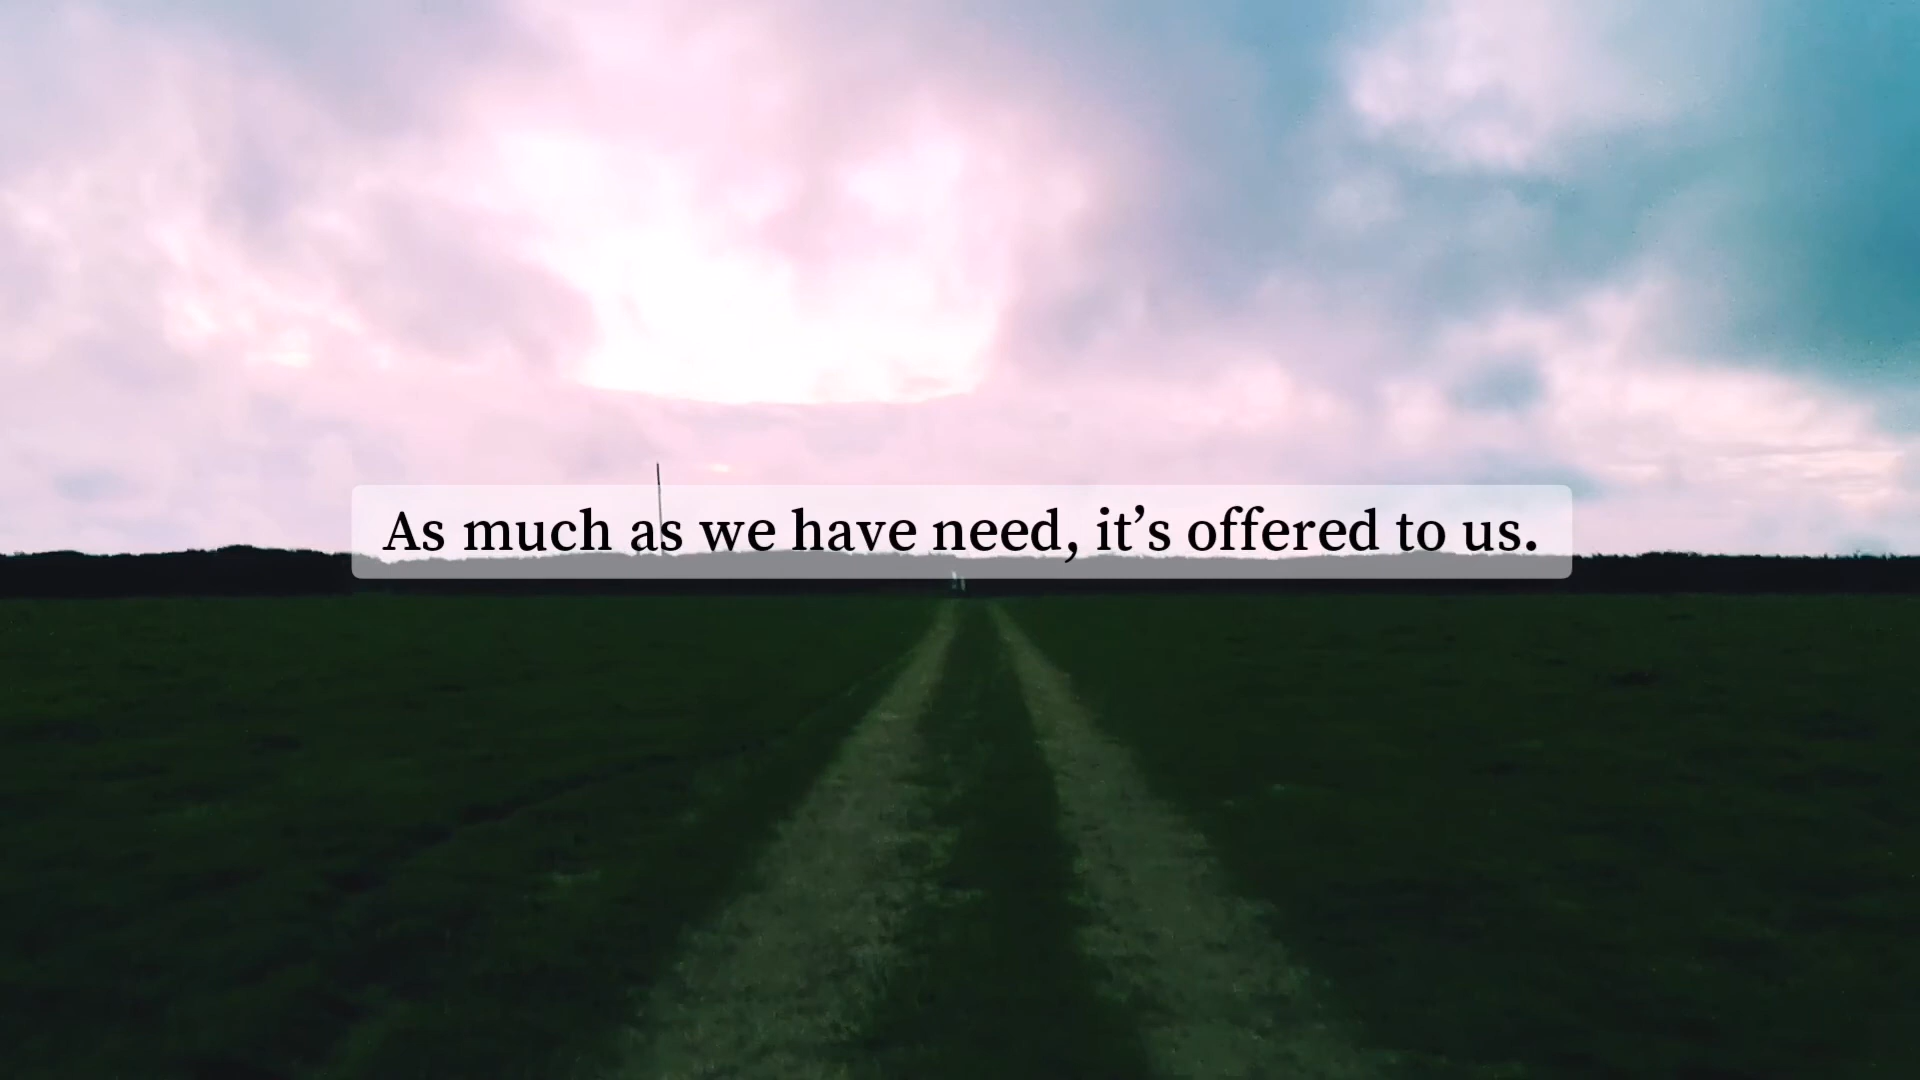 As much as we have need, it’s offered to us.